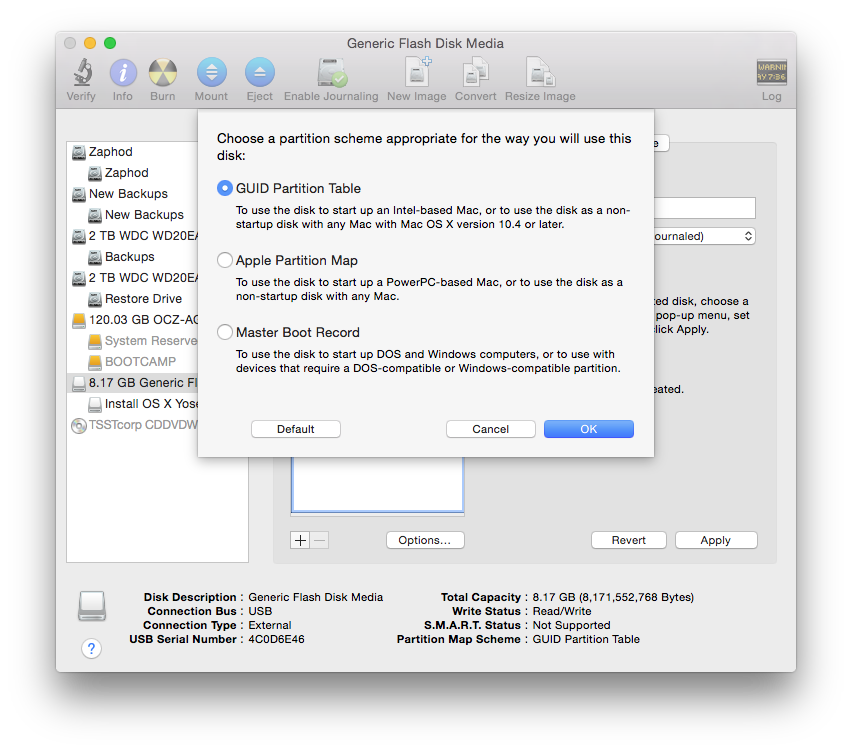 Generic Flash Disk Media
Verify Info Burn Mount Eject Enable Journaling New Image Convert Resize Image Log
WARNIN
AY 7:36
Choose a partition scheme appropriate for the way you will use this
disk:
GUID Partition Table
To use the disk to start up an Intel-based Mac, or to use the disk as a non-
startup disk with any Mac with Mac OS X version 10.4 or later.
Apple Partition Map
To use the disk to start up a PowerPC-based Mac, or to use the disk as a
non-startup disk with any Mac.
Master Boot Record
To use the disk to start up DOS and Windows computers, or to use with
devices that require a DOS-compatible or Windows-compatible partition.
Default Cancel OK
Zaphod
Zaphod
New Backups
New Backups
2 TB WDC WD20EA
Backups
2 TB WDC WD20EA
Restore Drive
120.03 GB OCZ-AG
System Reserve
BOOTCAMP
8.17 GB Generic Fl
Install OS X Yose
TSSTcorp CDDVDW
e
ournaled)
ted disk, choose a
pop-up menu, set
lick Apply.
eated.
+ − Options... Revert Apply
Disk Description : Generic Flash Disk Media
Connection Bus : USB
Connection Type : External
USB Serial Number : 4C0D6E46
Total Capacity : 8.17 GB (8,171,552,768 Bytes)
Write Status : Read/Write
S.M.A.R.T. Status : Not Supported
Partition Map Scheme : GUID Partition Table
?